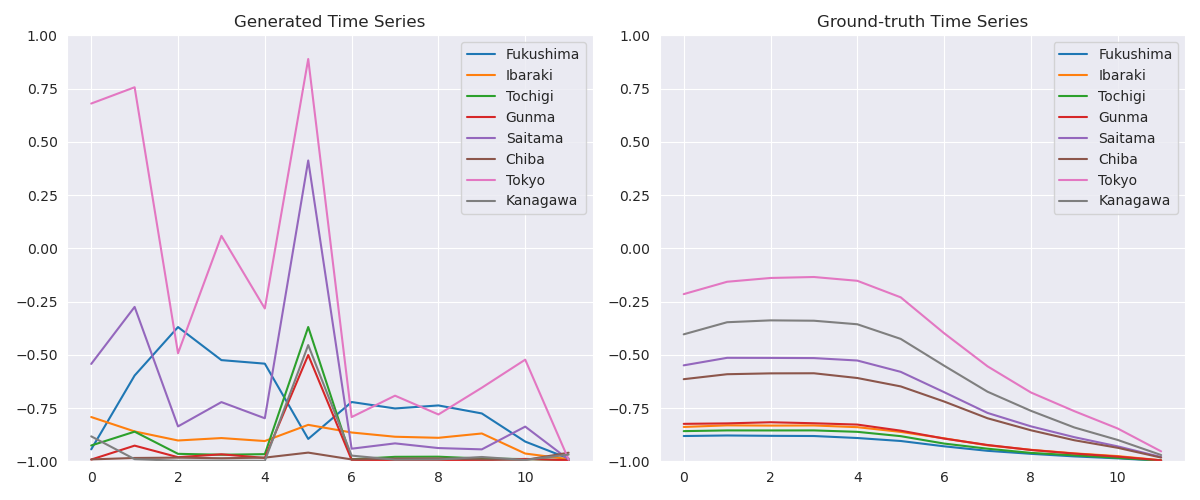 Generated Time Series
1.00
0.75
0.50
0.25
0.00
−0.25
−0.50
−0.75
−1.00
0 2 4 6 8 10
Fukushima
Ibaraki
Tochigi
Gunma
Saitama
Chiba
Tokyo
Kanagawa
Ground-truth Time Series
1.00
0.75
0.50
0.25
0.00
−0.25
−0.50
−0.75
−1.00
0 2 4 6 8 10
Fukushima
Ibaraki
Tochigi
Gunma
Saitama
Chiba
Tokyo
Kanagawa